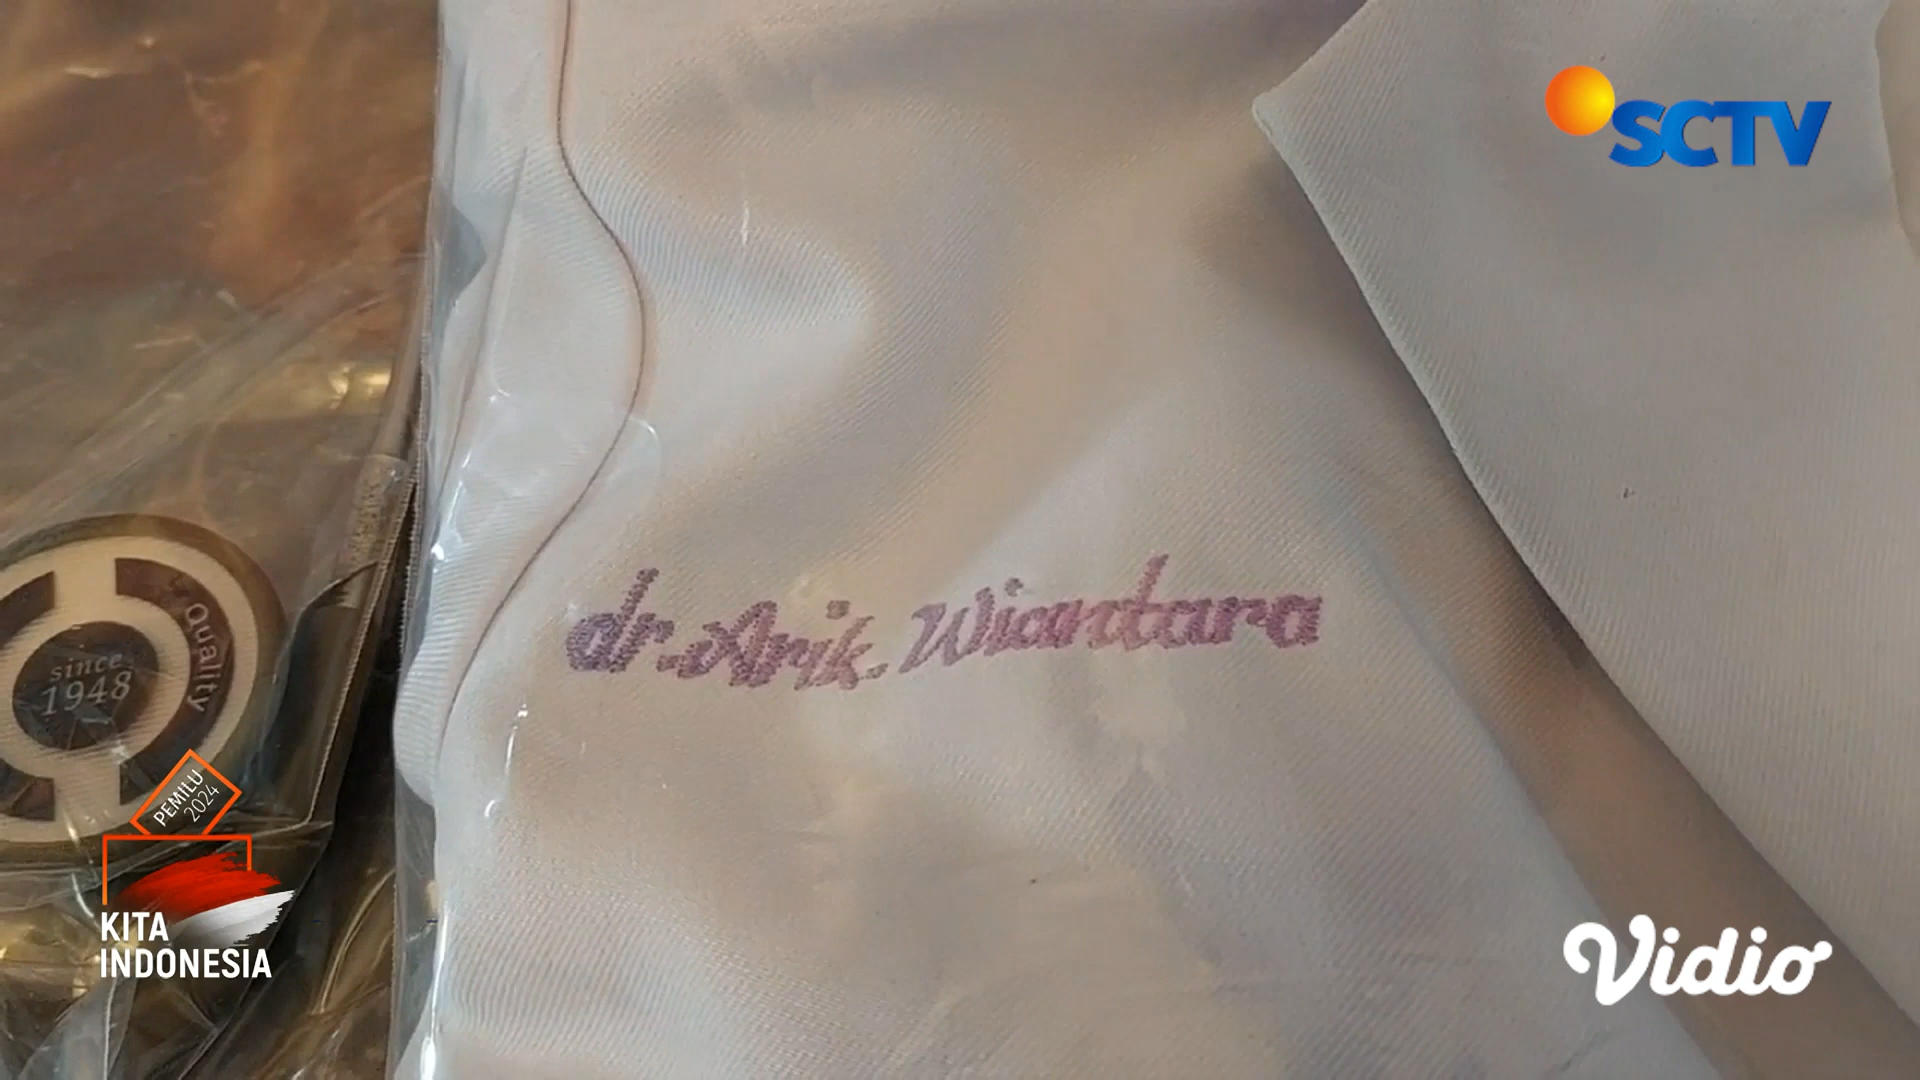 SCTV
dr. Arik. Wiantara
Quality
since
1948
PEMILU
2024
KITA
INDONESIA
Vidio